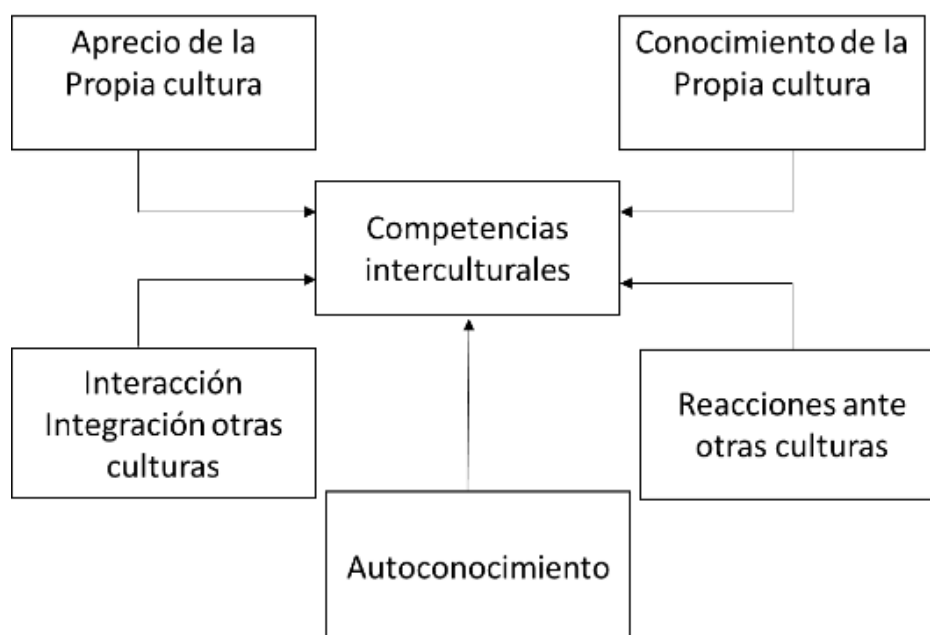 Aprecio de la
Propia cultura
Conocimiento de la
Propia cultura
Competencias
interculturales
Interacción
Integración otras
culturas
Reacciones ante
otras culturas
Autoconocimiento